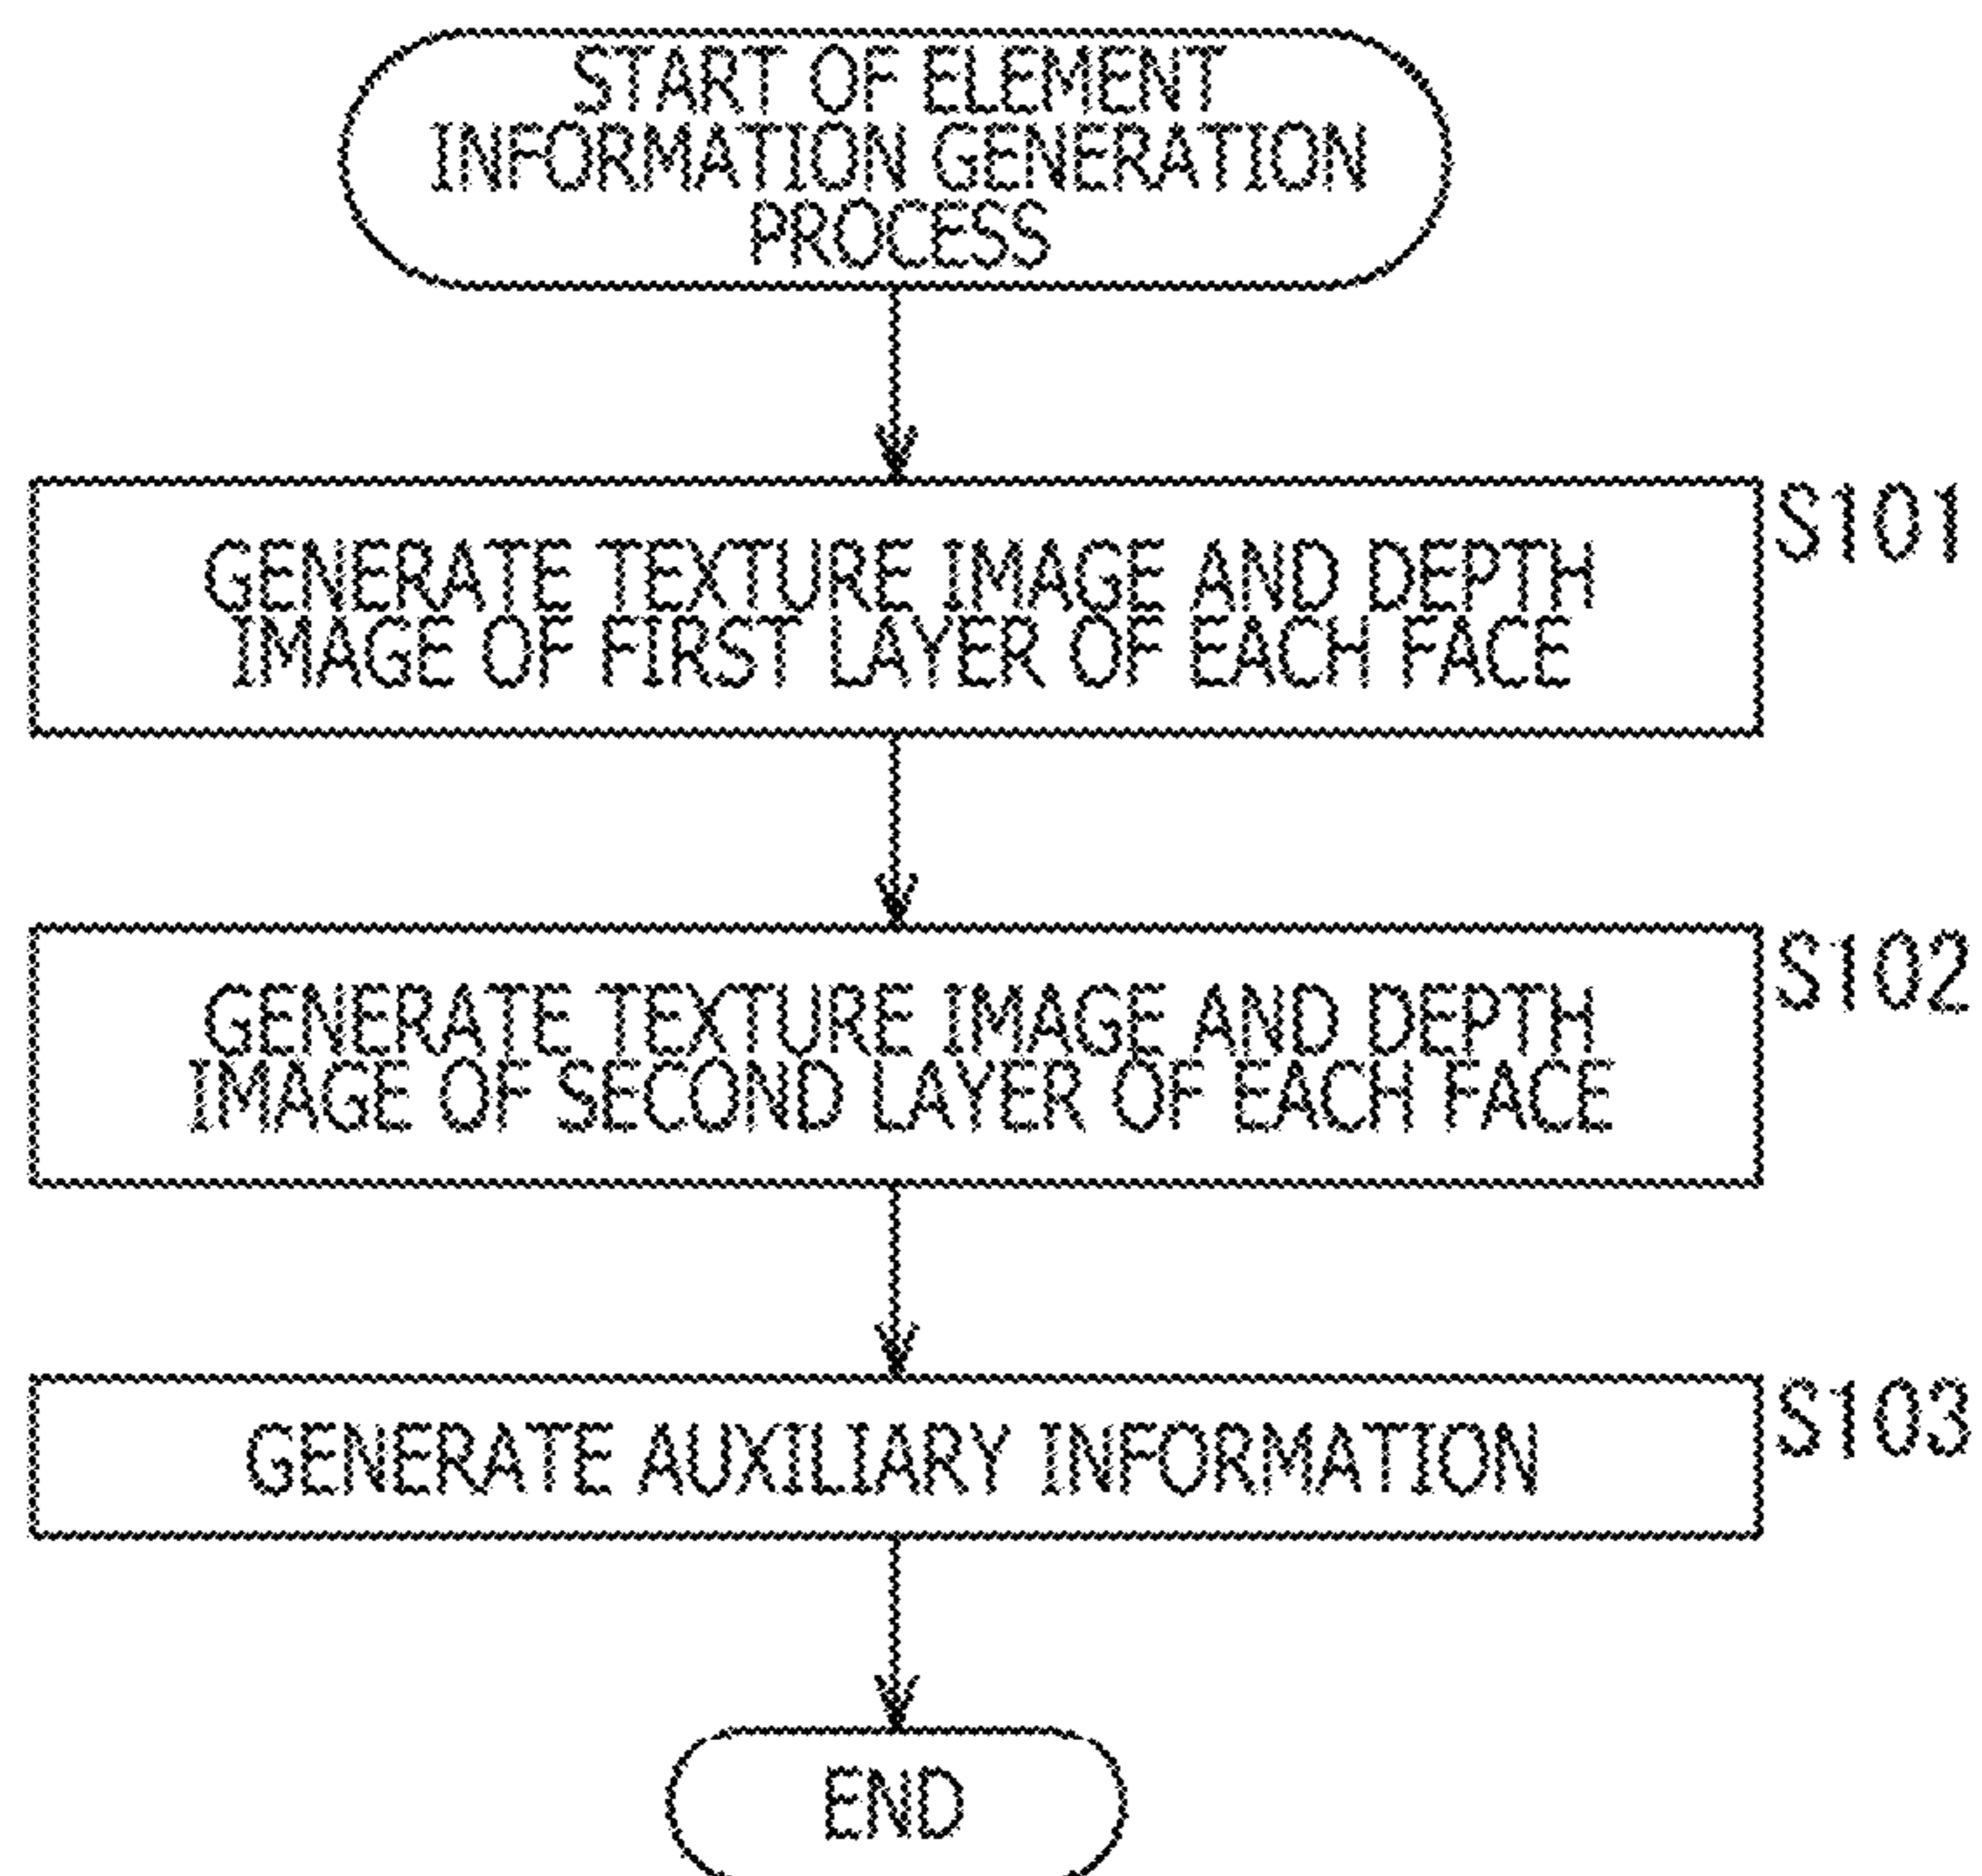 START OF ELEMENT
INFORMATION GENERATION
PROCESS
S101
GENERATE TEXTURE IMAGE AND DEPTH
IMAGE OF FIRST LAYER OF EACH FACE
S102
GENERATE TEXTURE IMAGE AND DEPTH
IMAGE OF SECOND LAYER OF EACH FACE
S103
GENERATE AUXILIARY INFORMATION
END